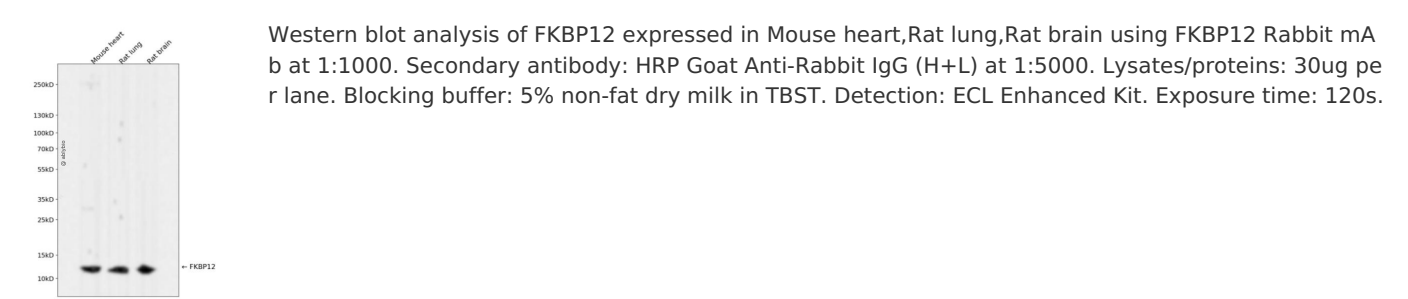 Mouse heart
Rat lung
Rat brain
250kD
130kD
100kD
70kD
55kD
35kD
25kD
15kD
10kD
← FKBP12
Western blot analysis of FKBP12 expressed in Mouse heart,Rat lung,Rat brain using FKBP12 Rabbit mA
b at 1:1000. Secondary antibody: HRP Goat Anti-Rabbit IgG (H+L) at 1:5000. Lysates/proteins: 30ug pe
r lane. Blocking buffer: 5% non-fat dry milk in TBST. Detection: ECL Enhanced Kit. Exposure time: 120s.